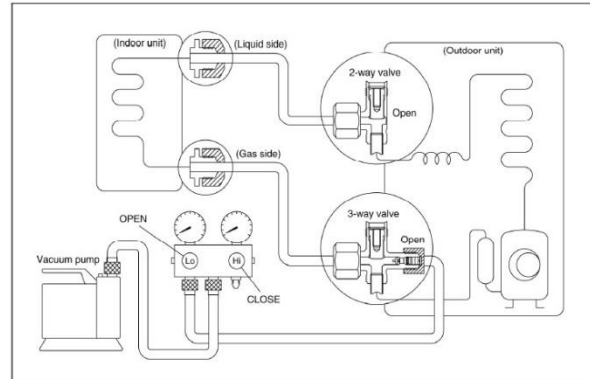 (Indoor unit)
(Liquid side)
(Outdoor unit)
2-way valve
Open
(Gas side)
3-way valve
OPEN
Open
Lo
Hi
Vacuum pump
CLOSE